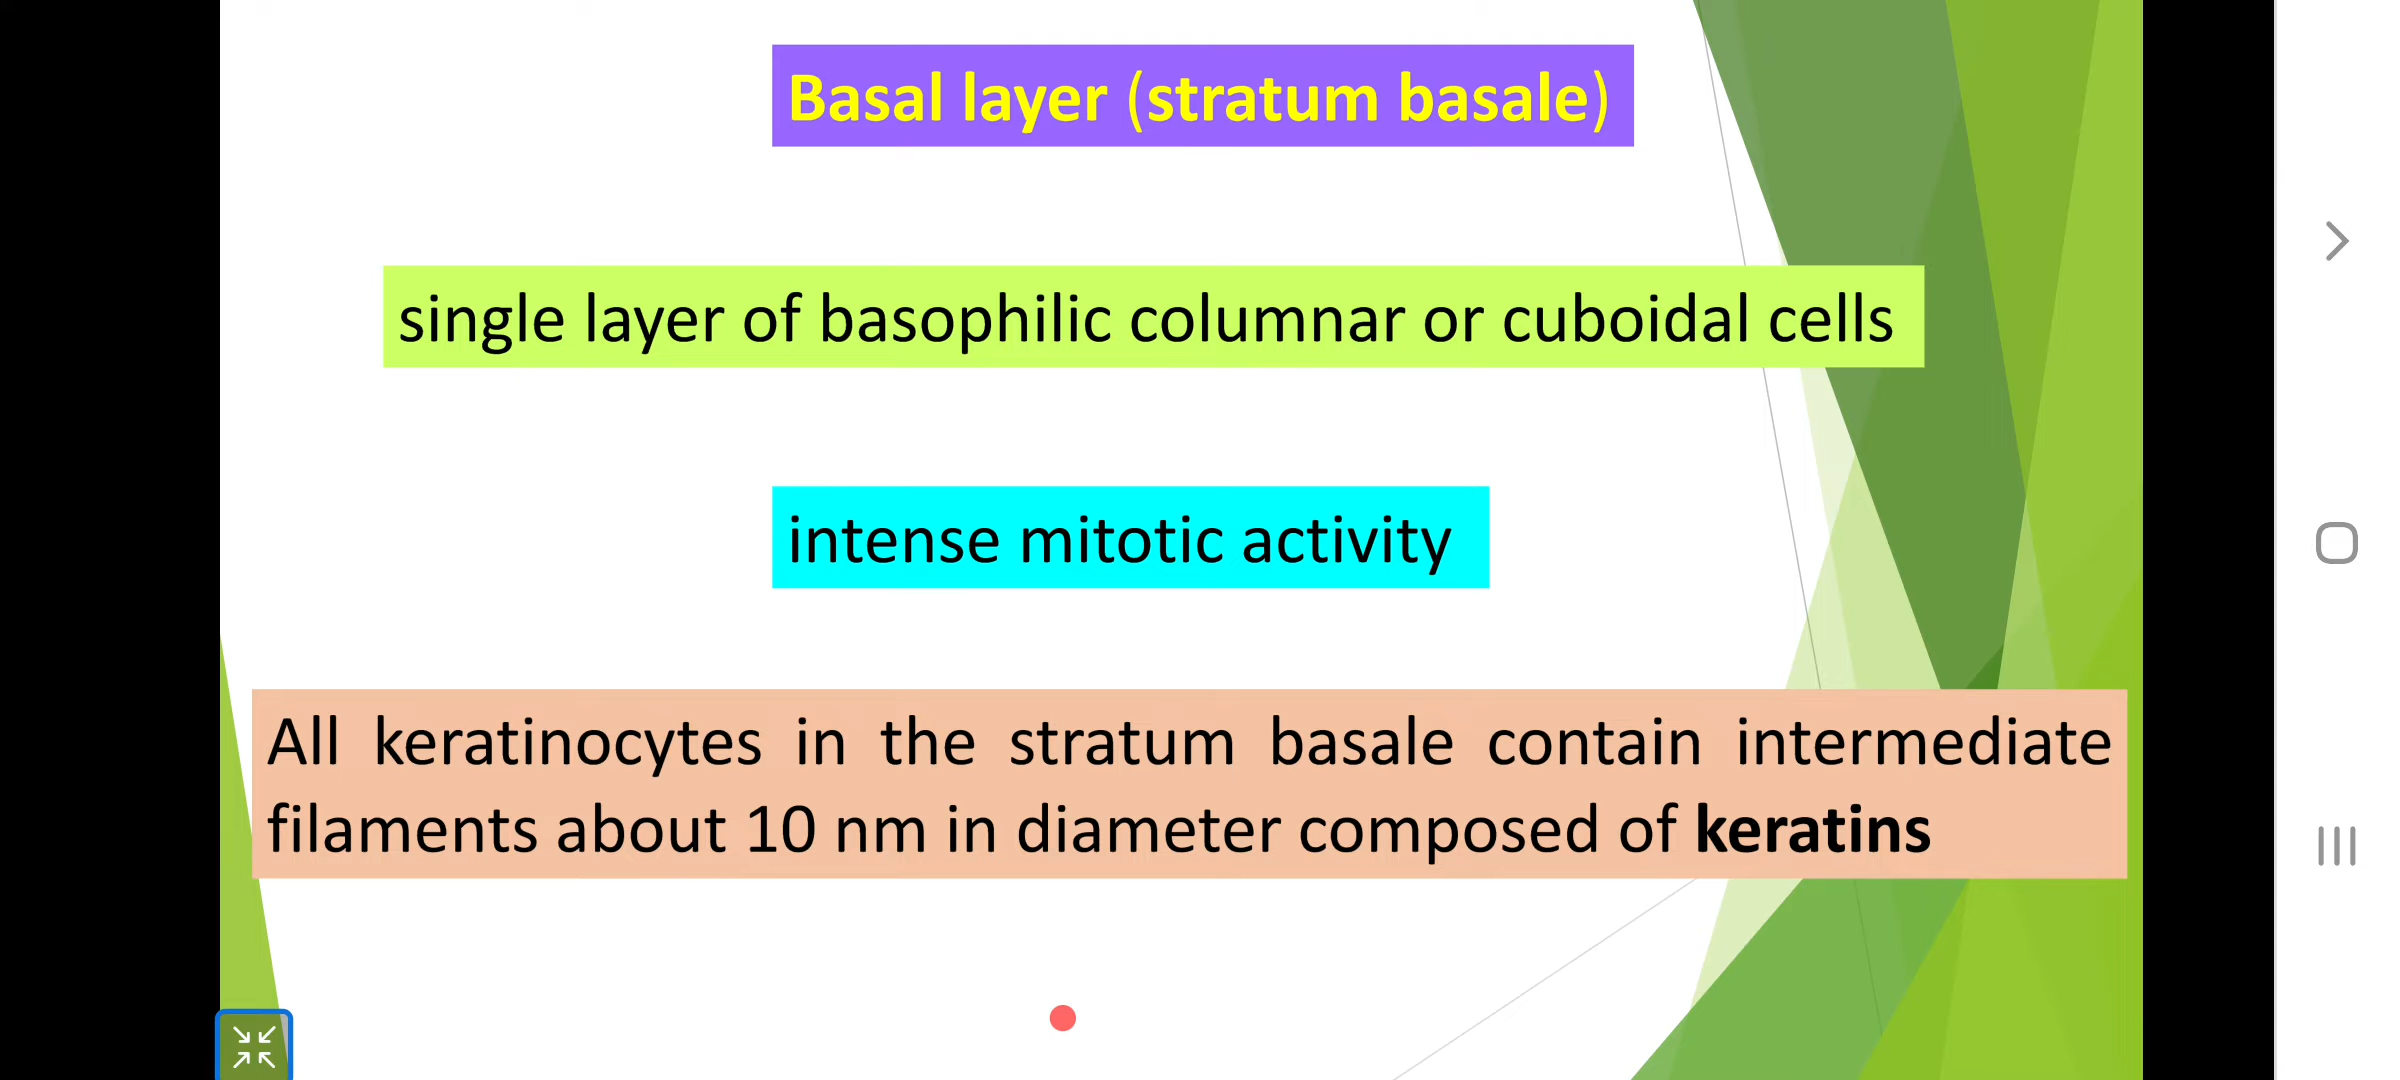 Basal layer (stratum basale)
single layer of basophilic columnar or cuboidal cells
intense mitotic activity
All keratinocytes in the stratum basale contain intermediate
filaments about 10 nm in diameter composed of keratins